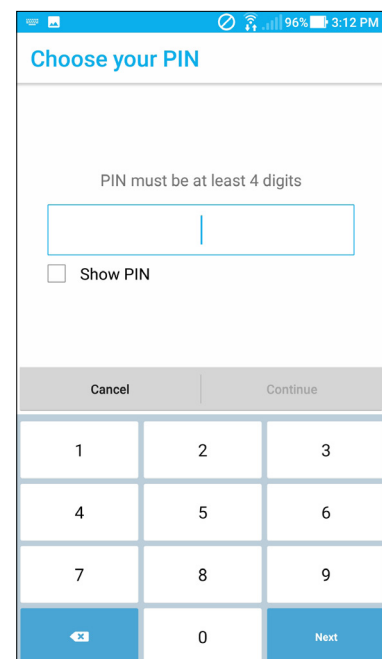 96% 3:12 PM
Choose your PIN
PIN must be at least 4 digits
Show PIN
Cancel Continue
1 2 3
4 5 6
7 8 9
0 Next